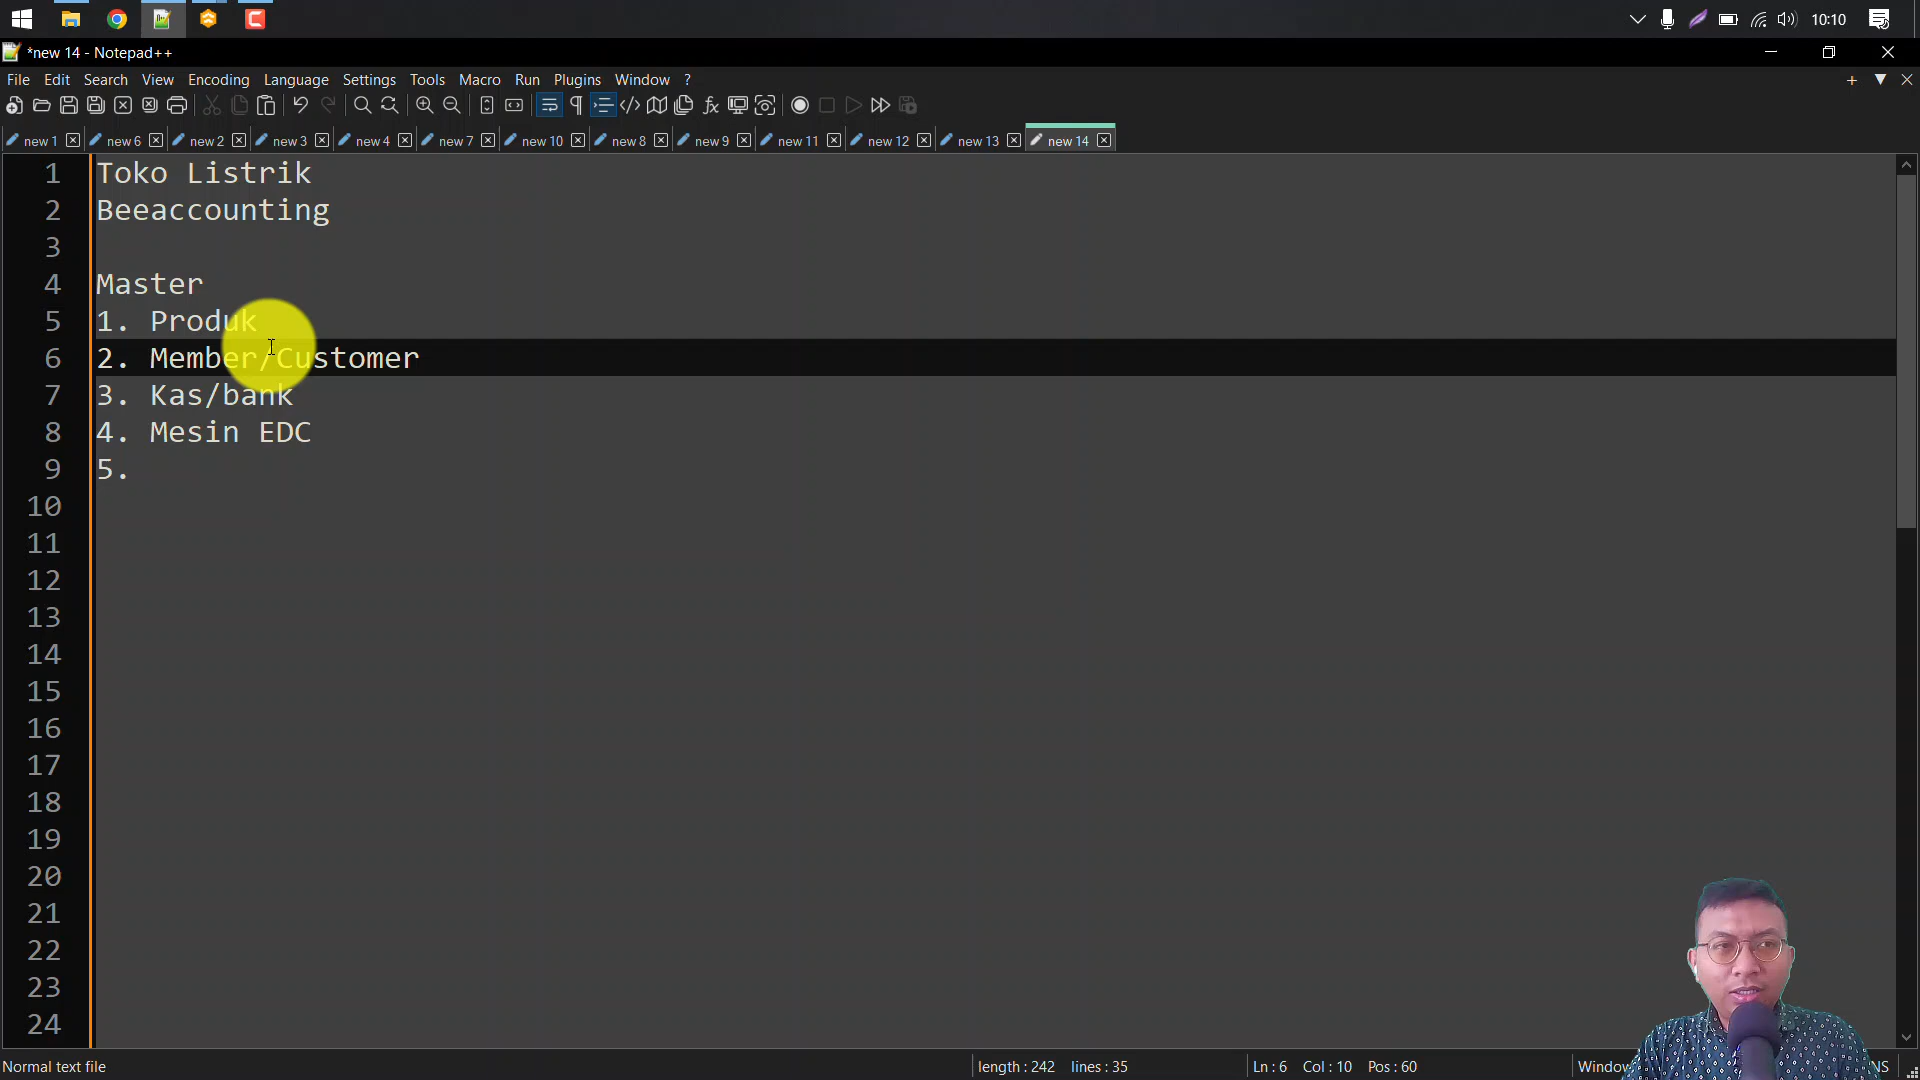 10:10
*new 14 - Notepad++
File Edit Search View Encoding Language Settings Tools Macro Run Plugins Window ?
new 1 new 6 new 2 new 3 new 4 new 7 new 10 new 8 new 9 new 11 new 12 new 13 new 14
1 Toko Listrik
2 Beeaccounting
3
4 Master
5 1. Produk
6 2. Member/Customer
7 3. Kas/bank
8 4. Mesin EDC
9 5.
10
11
12
13
14
15
16
17
18
19
20
21
22
23
24
Normal text file length : 242 lines : 35 Ln : 6 Col : 10 Pos : 60